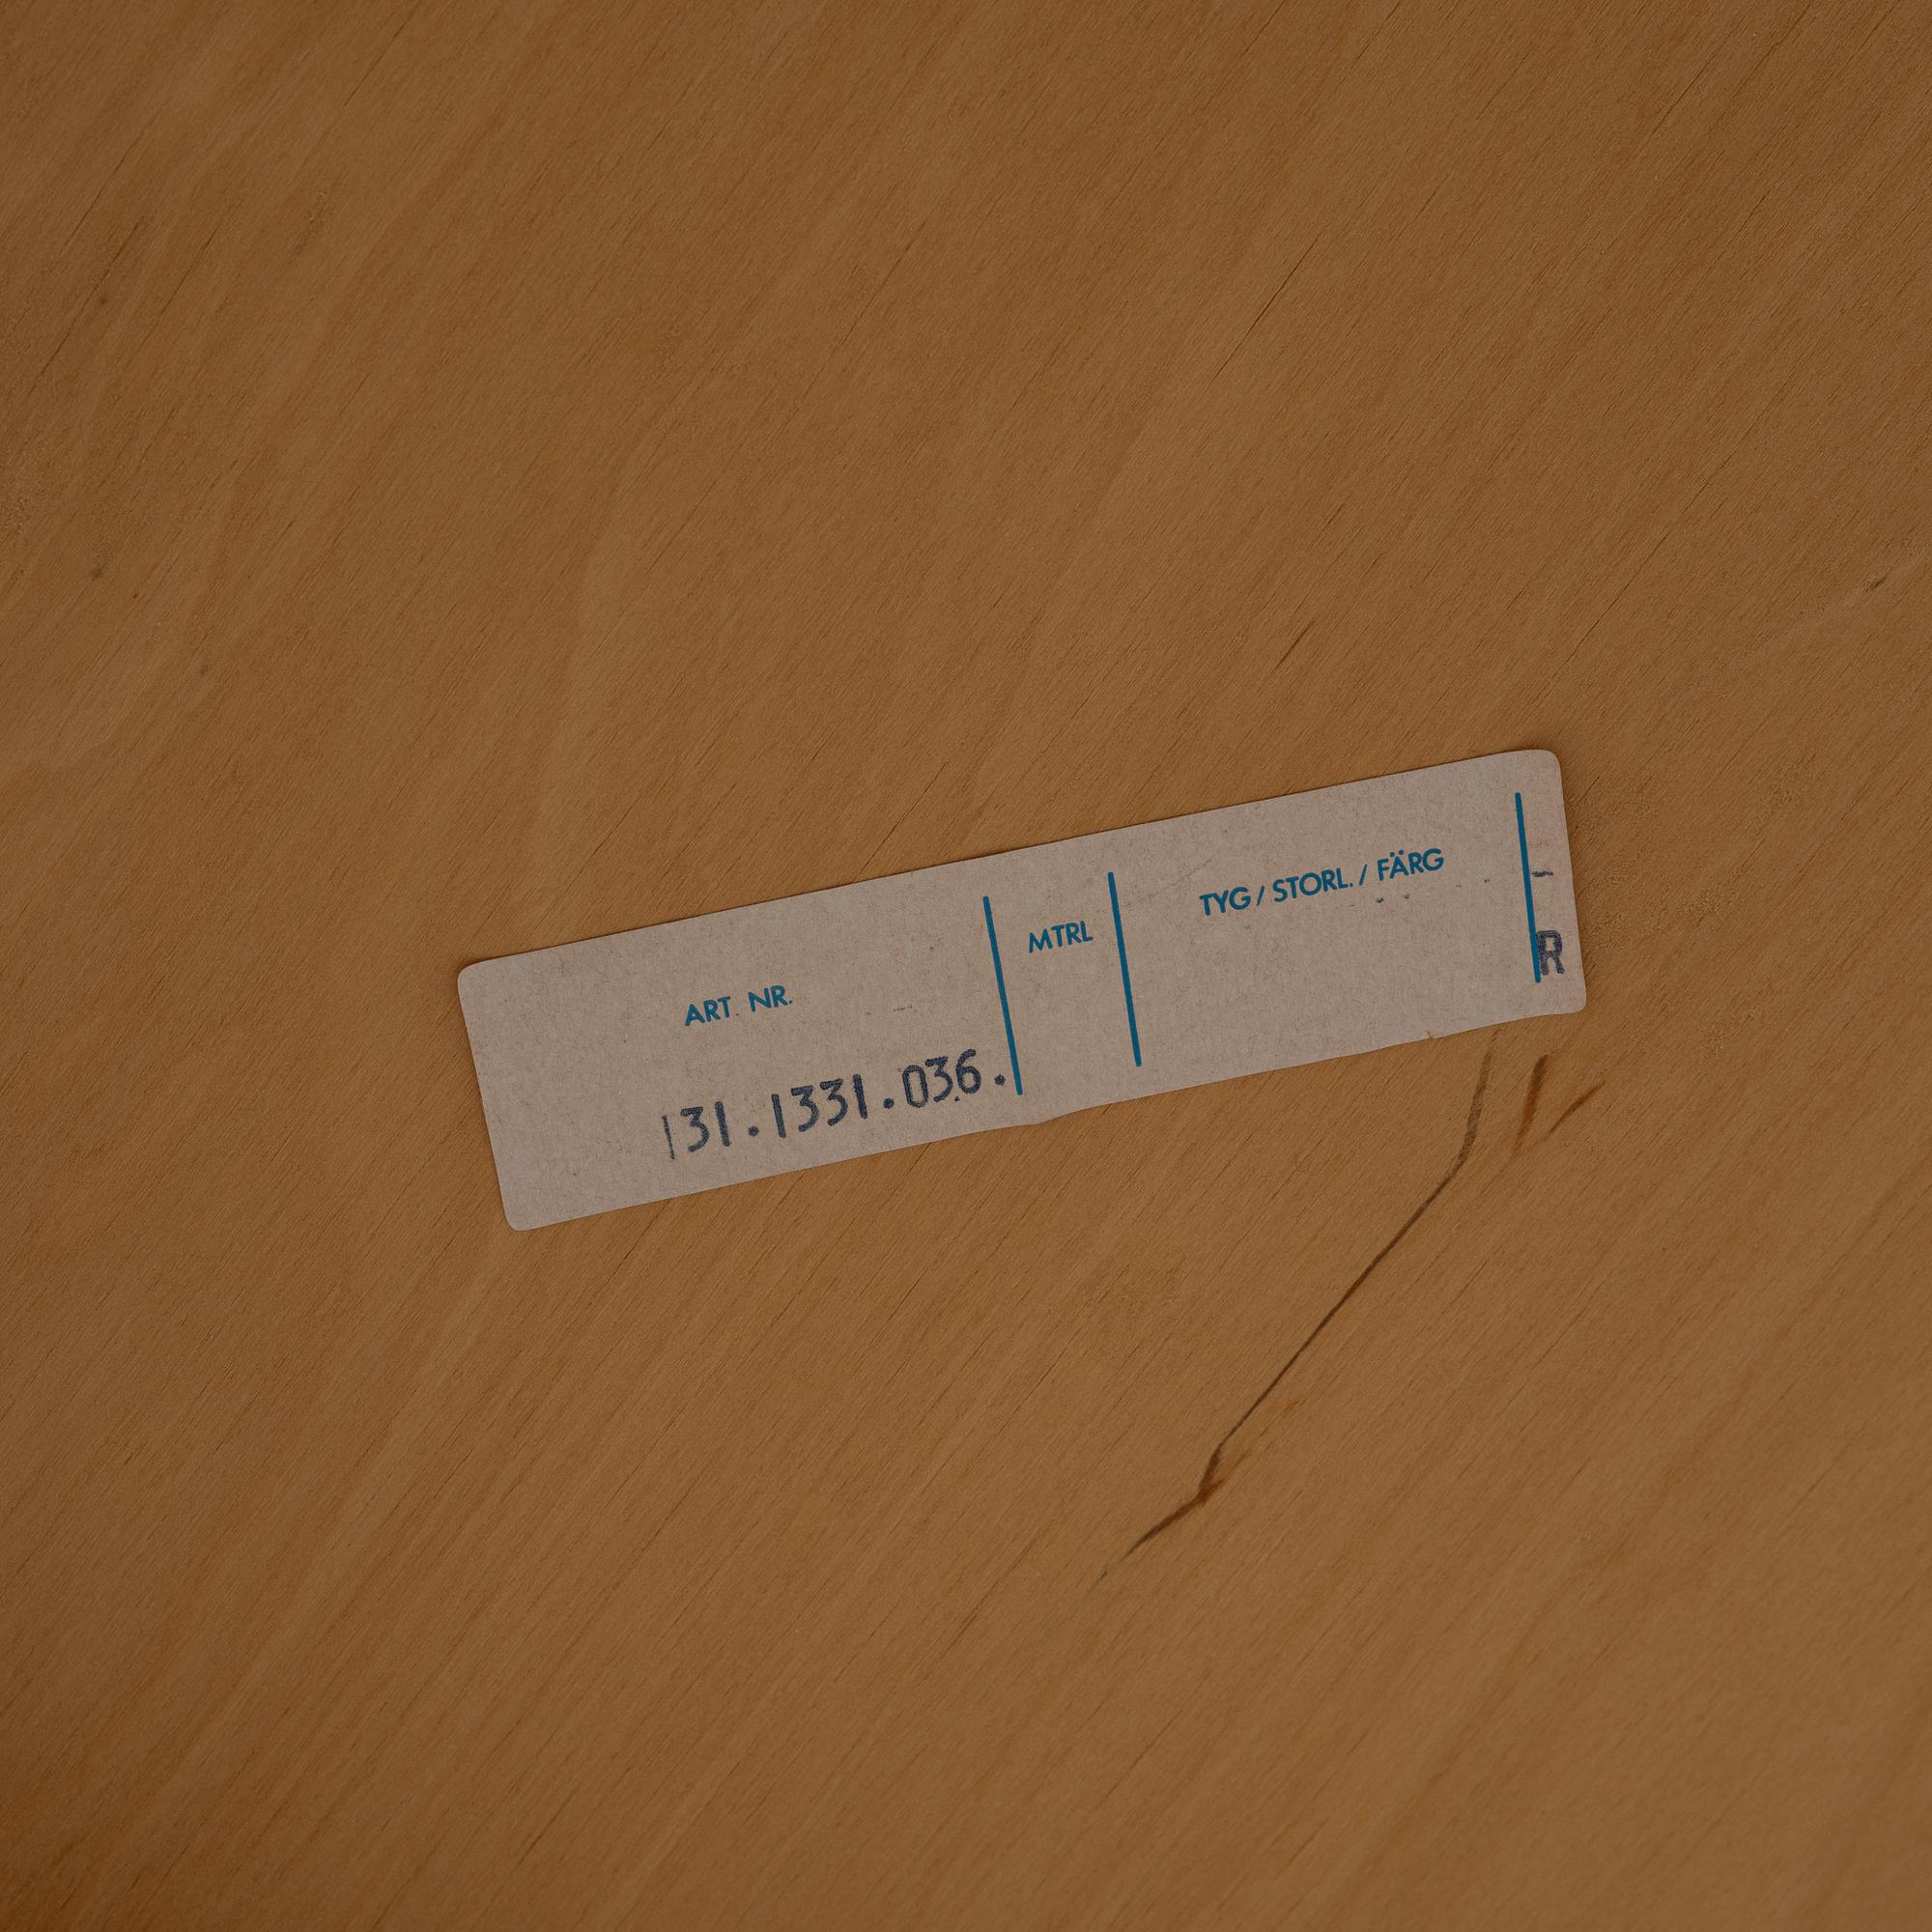 ART. NR. MTRL TYG / STORL. / FÄRG
131.1331.036. R